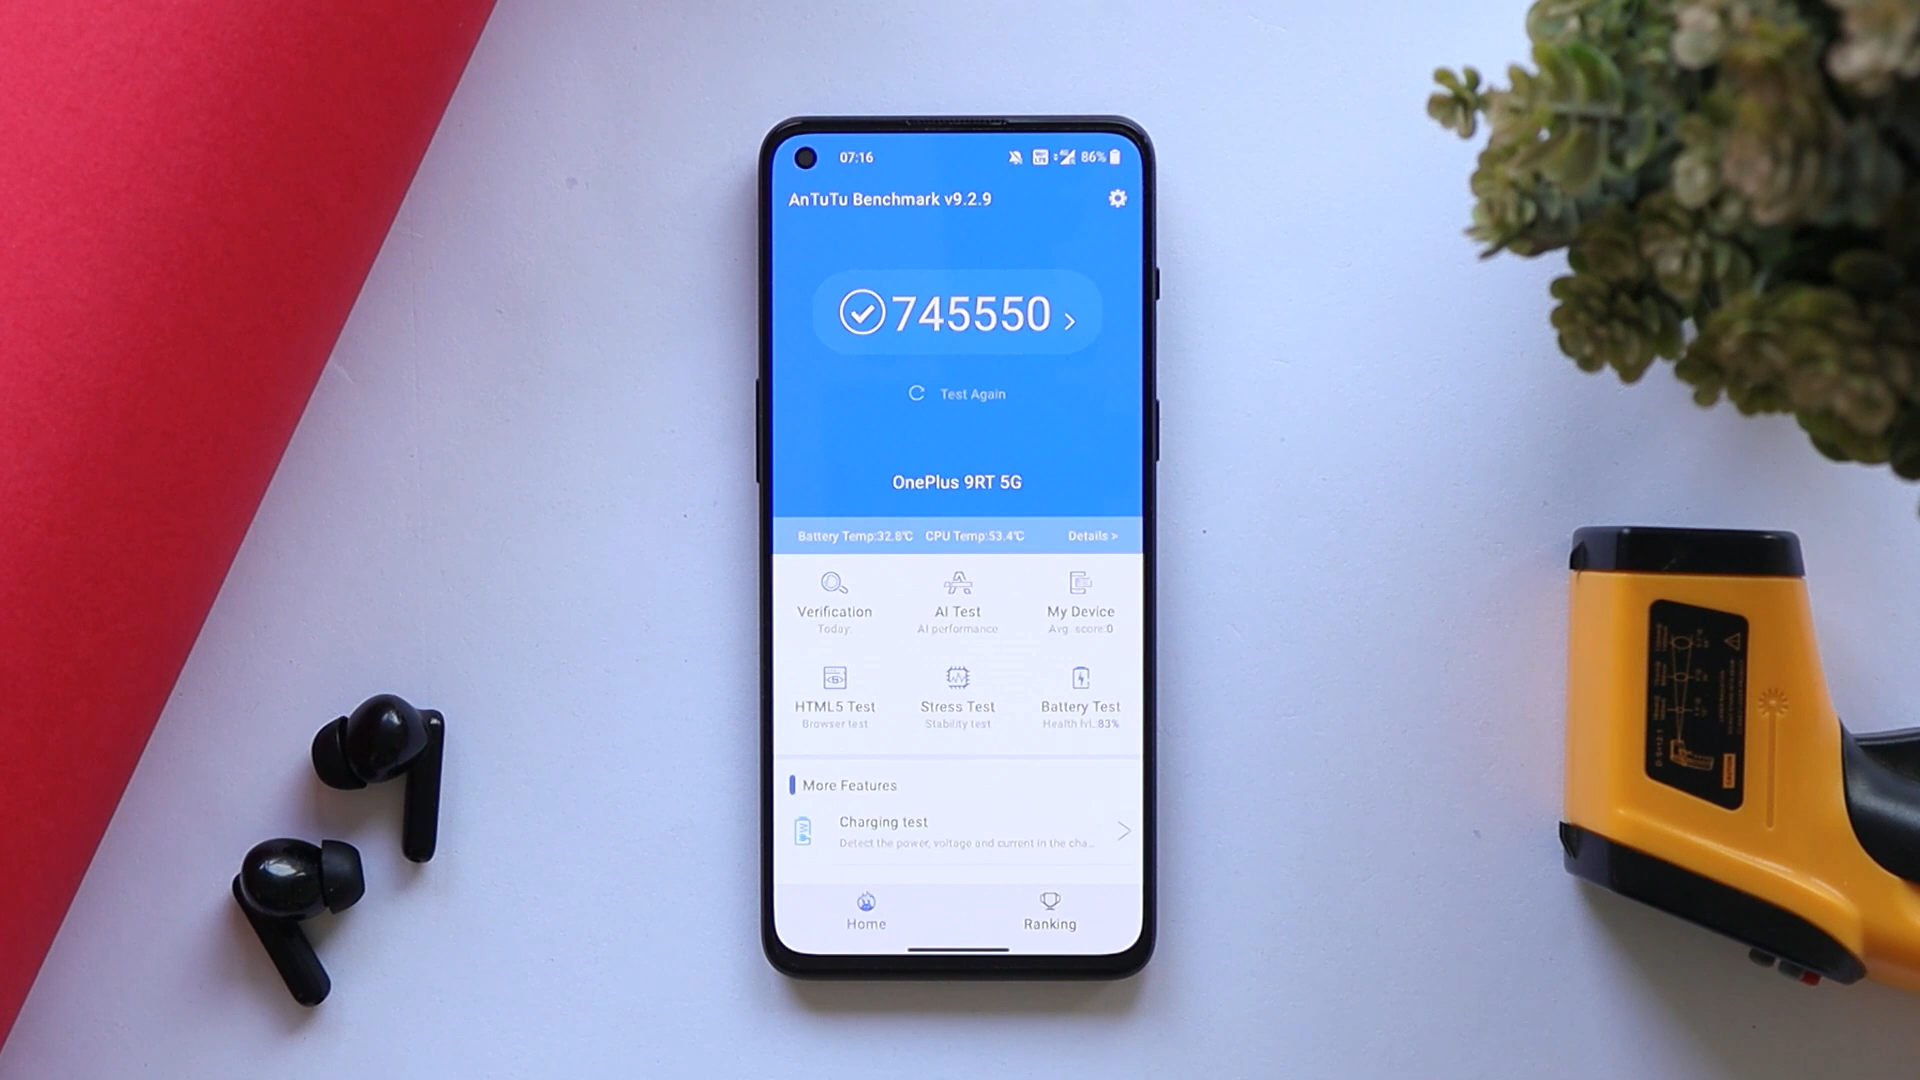 07:16
86%
AnTuTu Benchmark v9.2.9
745550
Test Again
OnePlus 9RT 5G
Battery Temp:32.8℃ CPU Temp:53.4℃ Details >
Verification AI Test My Device
Today: AI performance Avg. score:0
HTML5 Test Stress Test Battery Test
Browser test Stability test Health lvl.:83%
More Features
Charging test
Detect the power, voltage and current in the cha...
Home Ranking
D:S=12:1